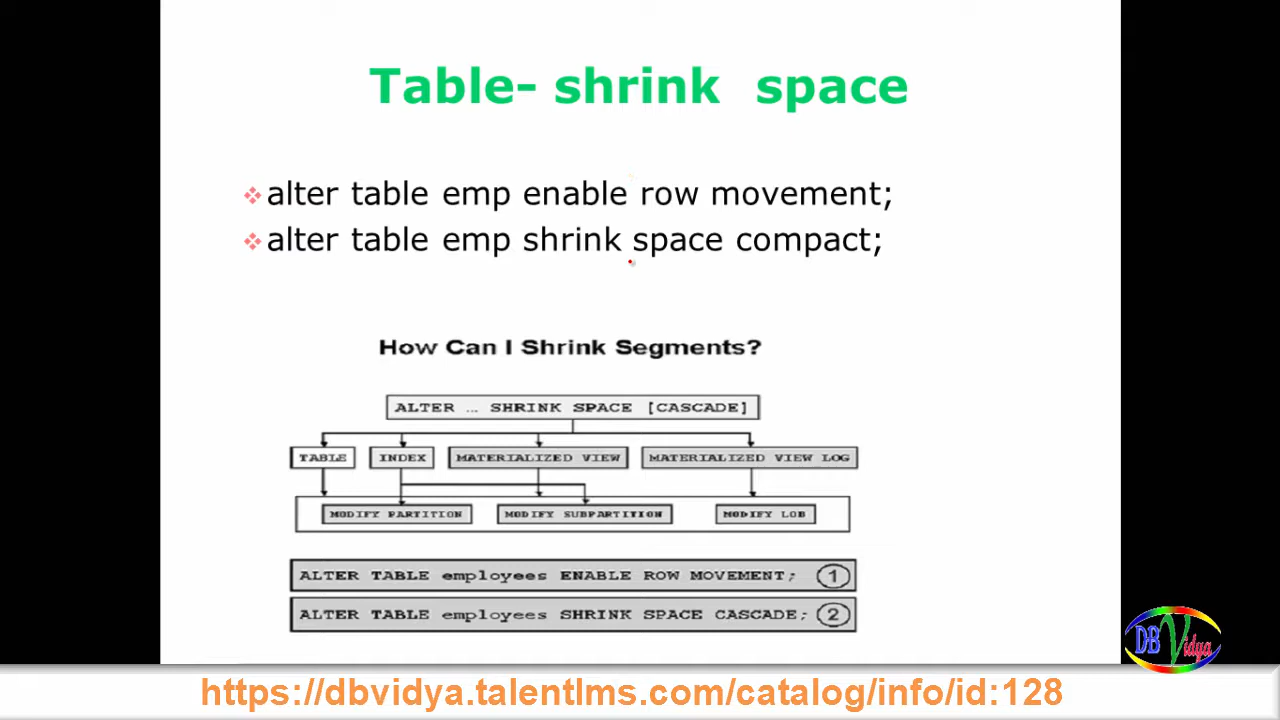 Table- shrink space
alter table emp enable row movement;
alter table emp shrink space compact;
How Can I Shrink Segments?
ALTER … SHRINK SPACE [CASCADE]
TABLE INDEX MATERIALIZED VIEW MATERIALIZED VIEW LOG
MODIFY PARTITION MODIFY SUBPARTITION MODIFY LOB
ALTER TABLE employees ENABLE ROW MOVEMENT; 1
ALTER TABLE employees SHRINK SPACE CASCADE; 2
DB Vidya
https://dbvidya.talentlms.com/catalog/info/id:128